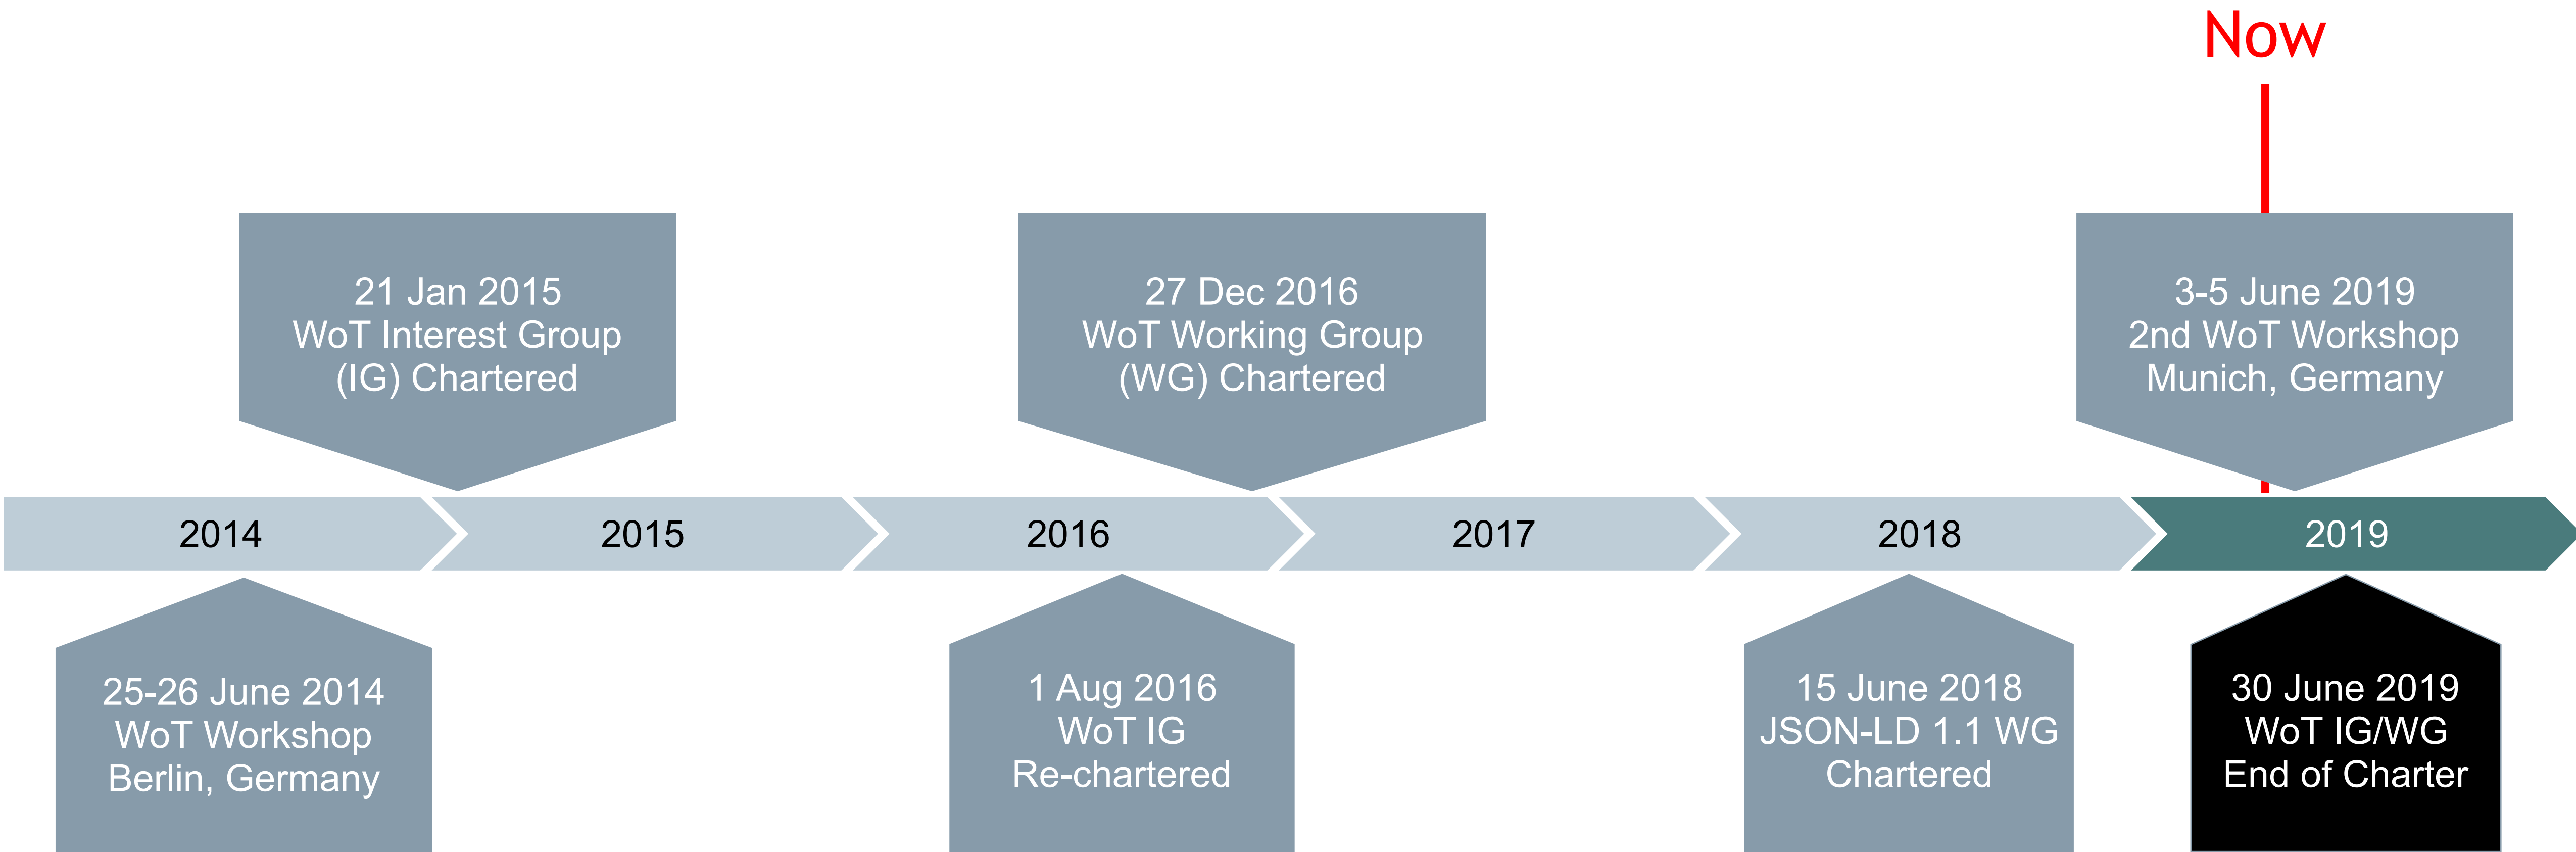 Now
21 Jan 2015
WoT Interest Group
(IG) Chartered
27 Dec 2016
WoT Working Group
(WG) Chartered
3-5 June 2019
2nd WoT Workshop
Munich, Germany
2014
2015
2016
2017
2018
2019
25-26 June 2014
WoT Workshop
Berlin, Germany
1 Aug 2016
WoT IG
Re-chartered
15 June 2018
JSON-LD 1.1 WG
Chartered
30 June 2019
WoT IG/WG
End of Charter